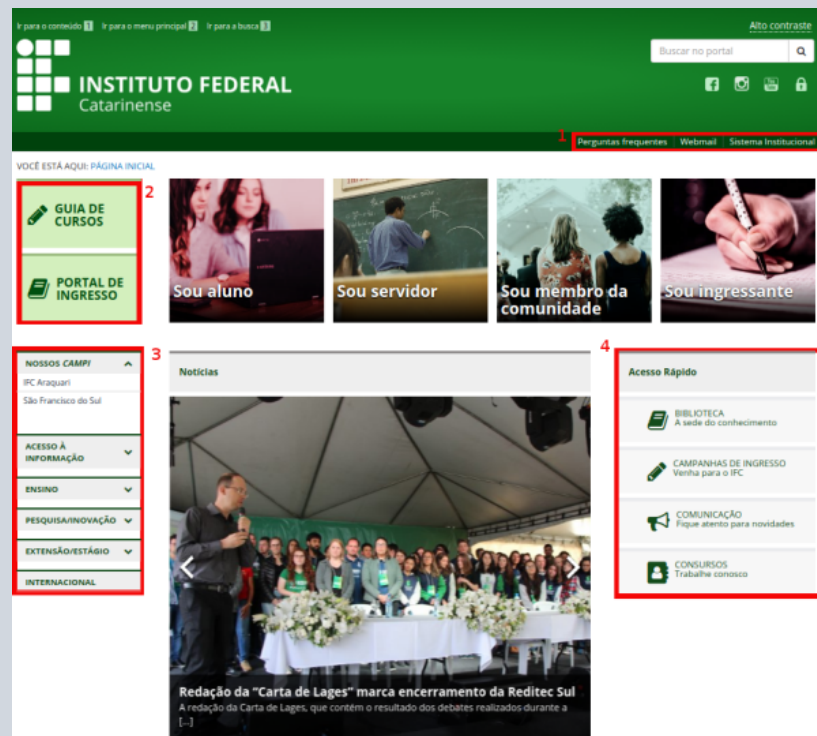 Ir para o conteúdo 1 Ir para o menu principal 2 Ir para a busca 3
Alto contraste
Buscar no portal
INSTITUTO FEDERAL
Catarinense
You
Tube
1
Perguntas frequentes Webmail Sistema Institucional
VOCÊ ESTÁ AQUI: PÁGINA INICIAL
2
GUIA DE
CURSOS
PORTAL DE
INGRESSO
Sou aluno
Sou servidor
Sou membro da
comunidade
Sou ingressante
3
NOSSOS CAMPI
IFC Araquari
São Francisco do Sul
ACESSO À
INFORMAÇÃO
ENSINO
PESQUISA/INOVAÇÃO
EXTENSÃO/ESTÁGIO
INTERNACIONAL
Notícias
Redação da “Carta de Lages” marca encerramento da Reditec Sul
A redação da Carta de Lages, que contém o resultado dos debates realizados durante a
[...]
4
Acesso Rápido
BIBLIOTECA
A sede do conhecimento
CAMPANHAS DE INGRESSO
Venha para o IFC
COMUNICAÇÃO
Fique atento para novidades
CONSURSOS
Trabalhe conosco